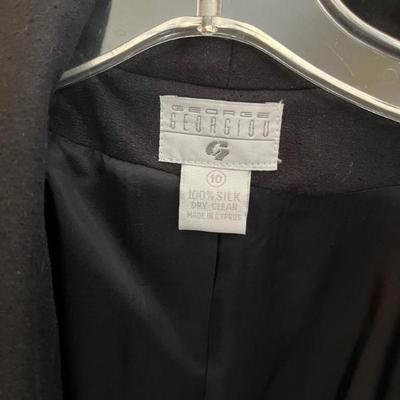 GEORGE
GEORGIOU
G
10
100% SILK
DRY CLEAN
MADE IN CYPRUS